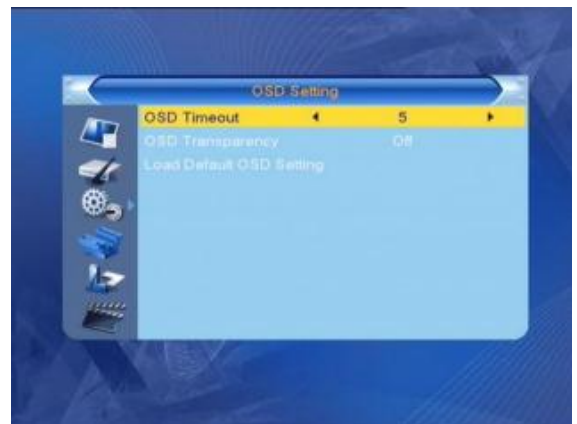 OSD Setting
OSD Timeout 5
OSD Transparency Off
Load Default OSD Setting